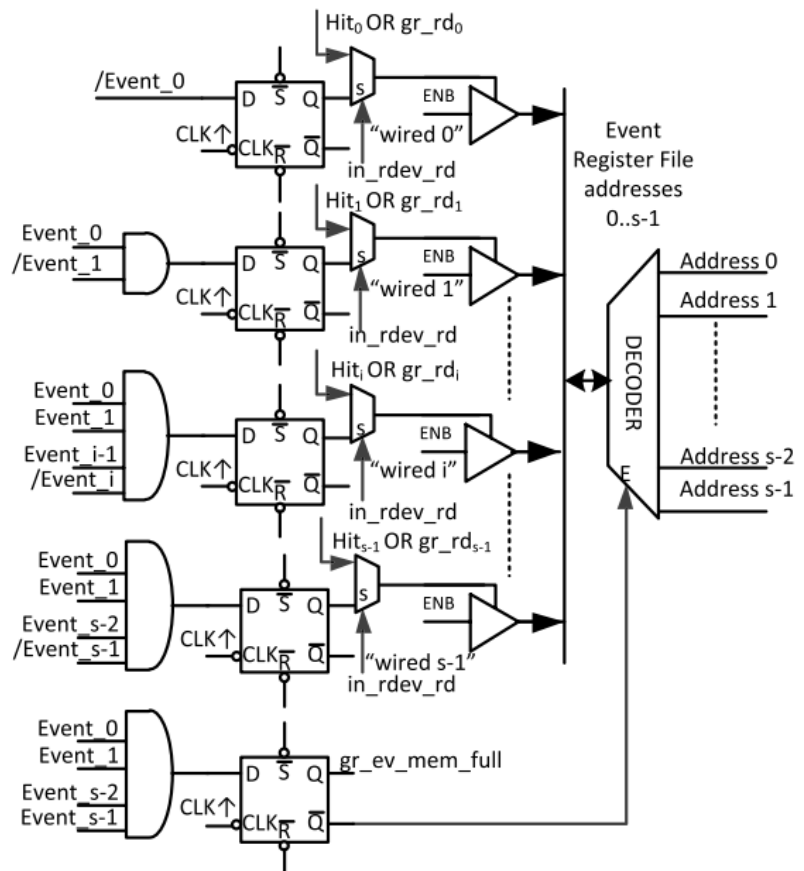 Hit₀ OR gr_rd₀
/Event_0
D S̅ Q
s
ENB
CLK↑
CLK R̅ Q̅
"wired 0"
in_rdev_rd
Event
Register File
addresses
0..s-1
Hit₁ OR gr_rd₁
Event_0
/Event_1
D S̅ Q
s
ENB
CLK↑
CLK R̅ Q̅
"wired 1"
in_rdev_rd
Address 0
Address 1
DECODER
E
Address s-2
Address s-1
Hitᵢ OR gr_rdᵢ
Event_0
Event_1
Event_i-1
/Event_i
D S̅ Q
s
ENB
CLK↑
CLK R̅ Q̅
"wired i"
in_rdev_rd
Hitₛ₋₁ OR gr_rdₛ₋₁
Event_0
Event_1
Event_s-2
/Event_s-1
D S̅ Q
s
ENB
CLK↑
CLK R̅ Q̅
"wired s-1"
in_rdev_rd
Event_0
Event_1
Event_s-2
Event_s-1
D S̅ Q
gr_ev_mem_full
CLK↑
CLK R̅ Q̅